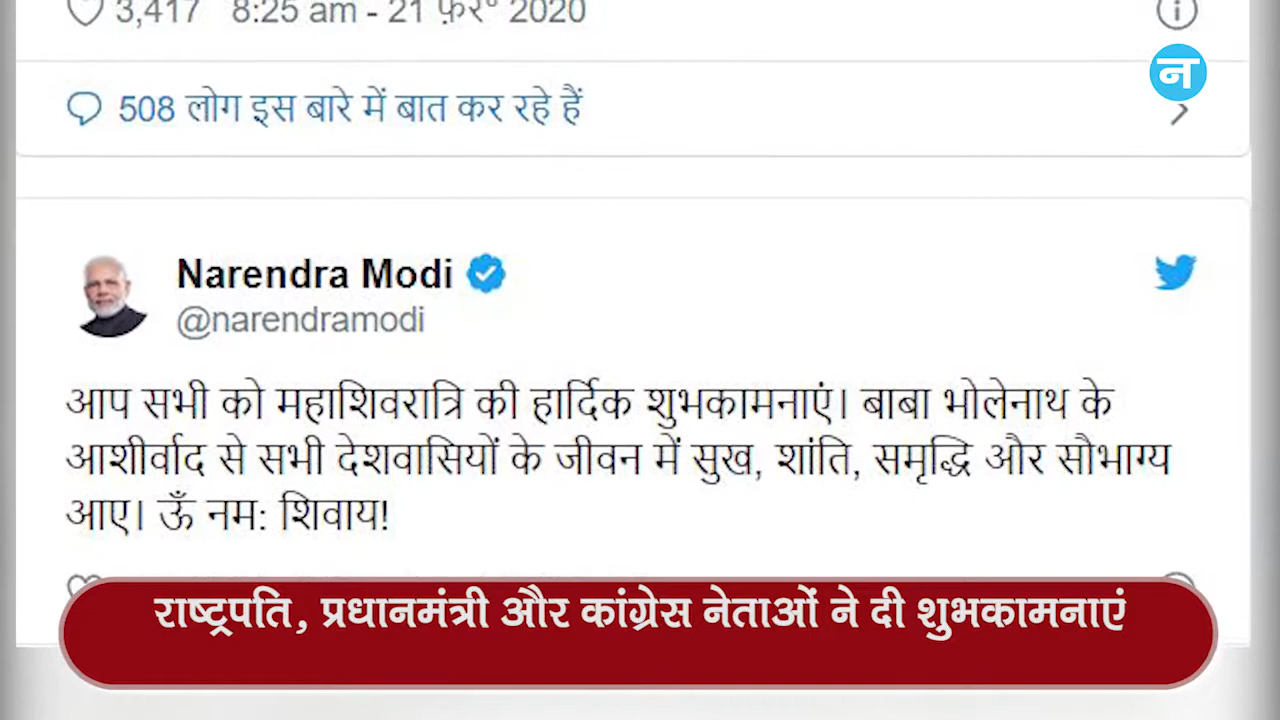 3,417 8:25 am - 21 फ़र॰ 2020
न
508 लोग इस बारे में बात कर रहे हैं
Narendra Modi
@narendramodi
आप सभी को महाशिवरात्रि की हार्दिक शुभकामनाएं। बाबा भोलेनाथ के
आशीर्वाद से सभी देशवासियों के जीवन में सुख, शांति, समृद्धि और सौभाग्य
आए। ऊँ नम: शिवाय!
राष्ट्रपति, प्रधानमंत्री और कांग्रेस नेताओं ने दी शुभकामनाएं